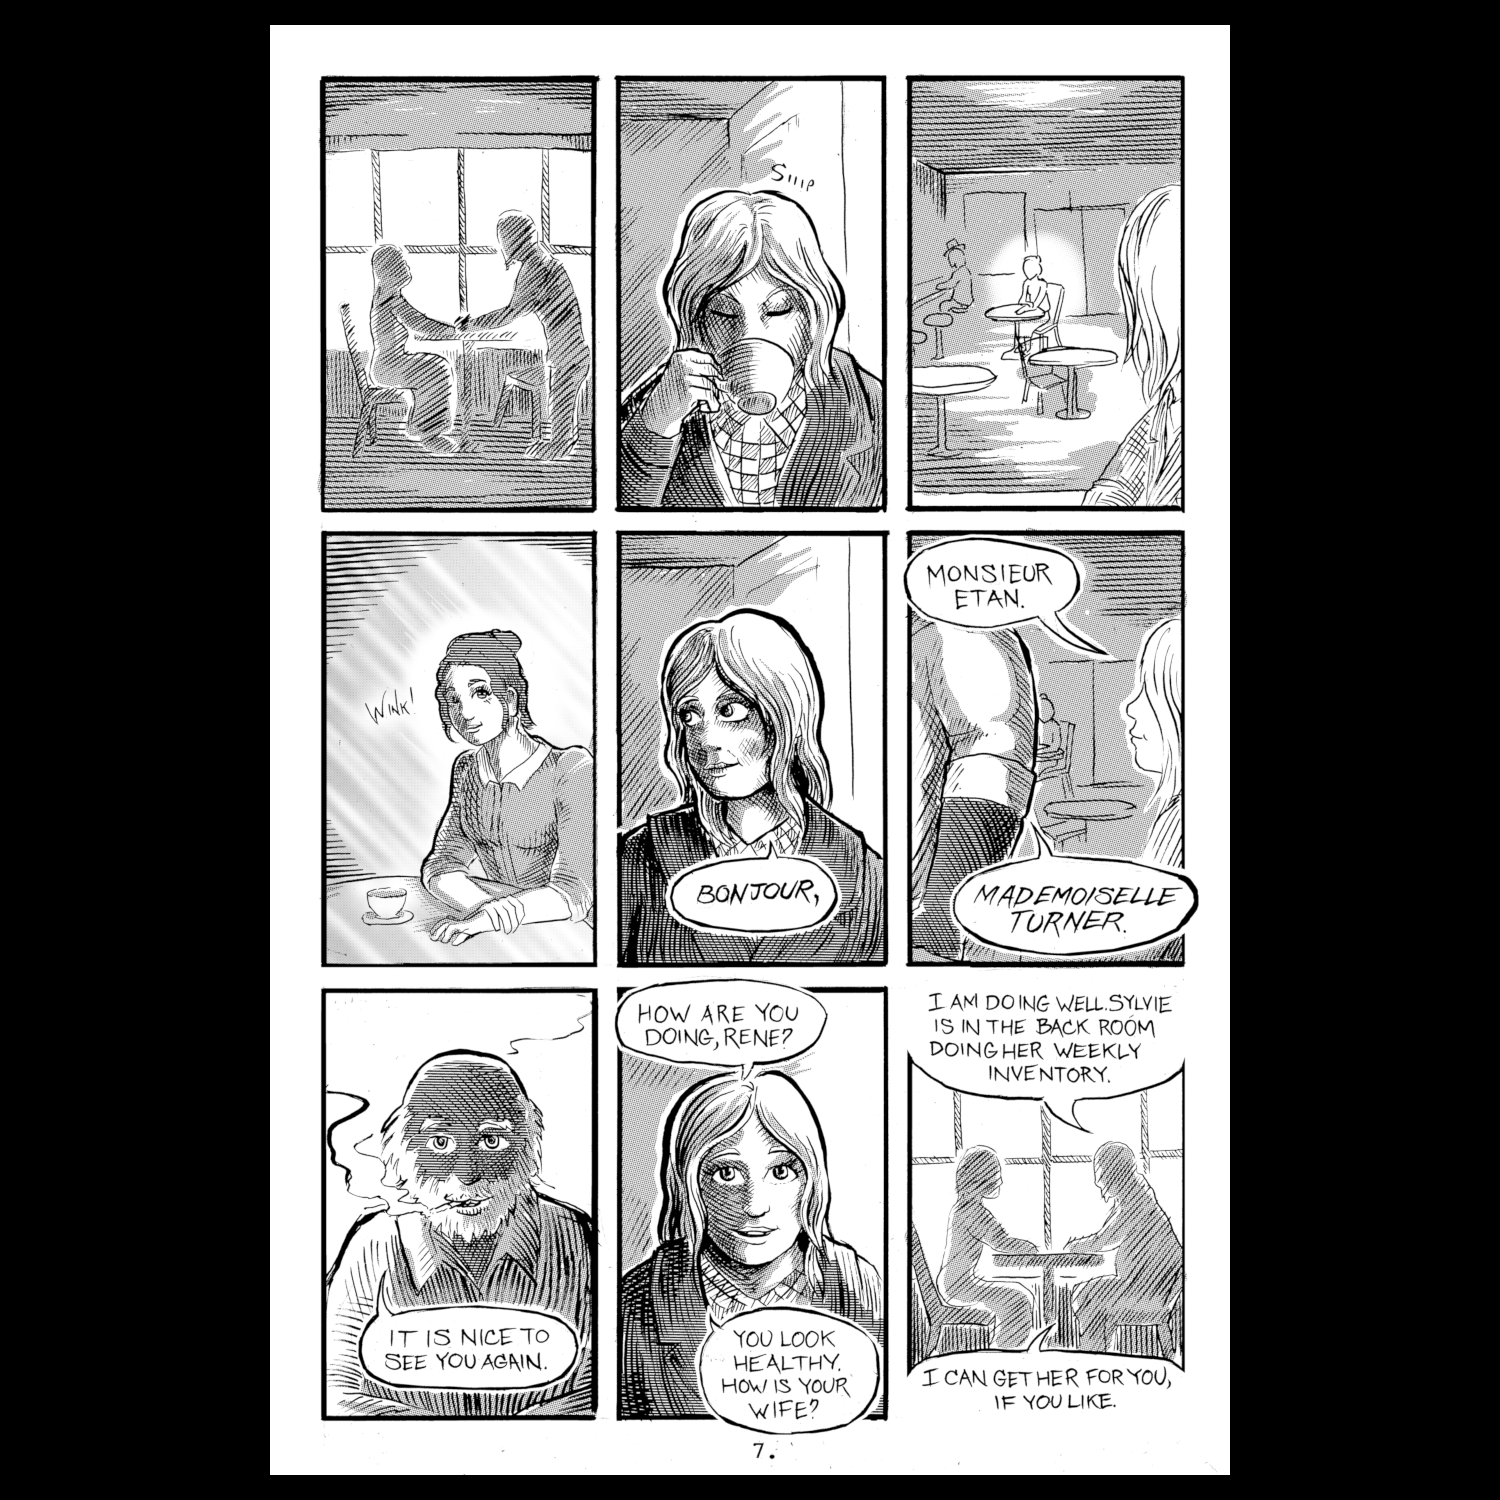 Siiip
Wink!
BONJOUR,
MONSIEUR
ETAN.
MADEMOISELLE
TURNER.
IT IS NICE TO
SEE YOU AGAIN.
HOW ARE YOU
DOING, RENE?
YOU LOOK
HEALTHY.
HOW IS YOUR
WIFE?
I AM DOING WELL. SYLVIE
IS IN THE BACK ROOM
DOING HER WEEKLY
INVENTORY.
I CAN GET HER FOR YOU,
IF YOU LIKE.
7.